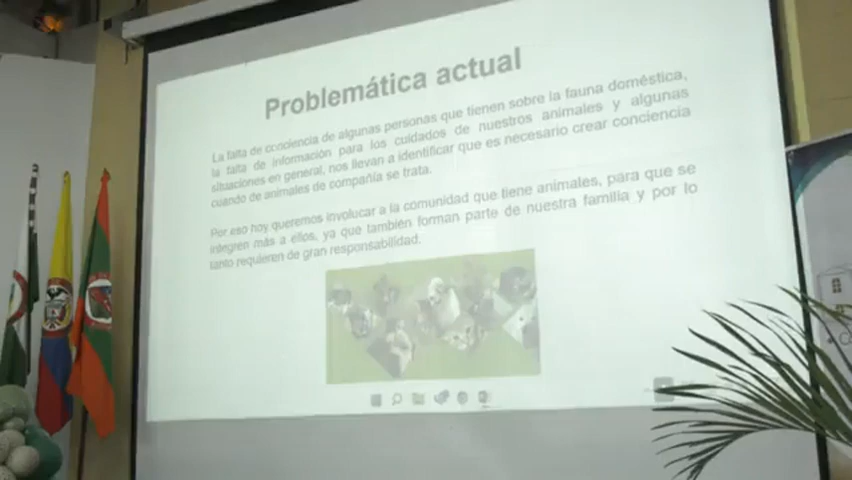 Problemática actual
La falta de conciencia de algunas personas que tienen sobre la fauna doméstica,
la falta de información para los cuidados de nuestros animales y algunas
situaciones en general, nos llevan a identificar que es necesario crear conciencia
cuando de animales de compañía se trata.
Por eso hoy queremos involucar a la comunidad que tiene animales, para que se
integren más a ellos, ya que también forman parte de nuestra familia y por lo
tanto requieren de gran responsabilidad.